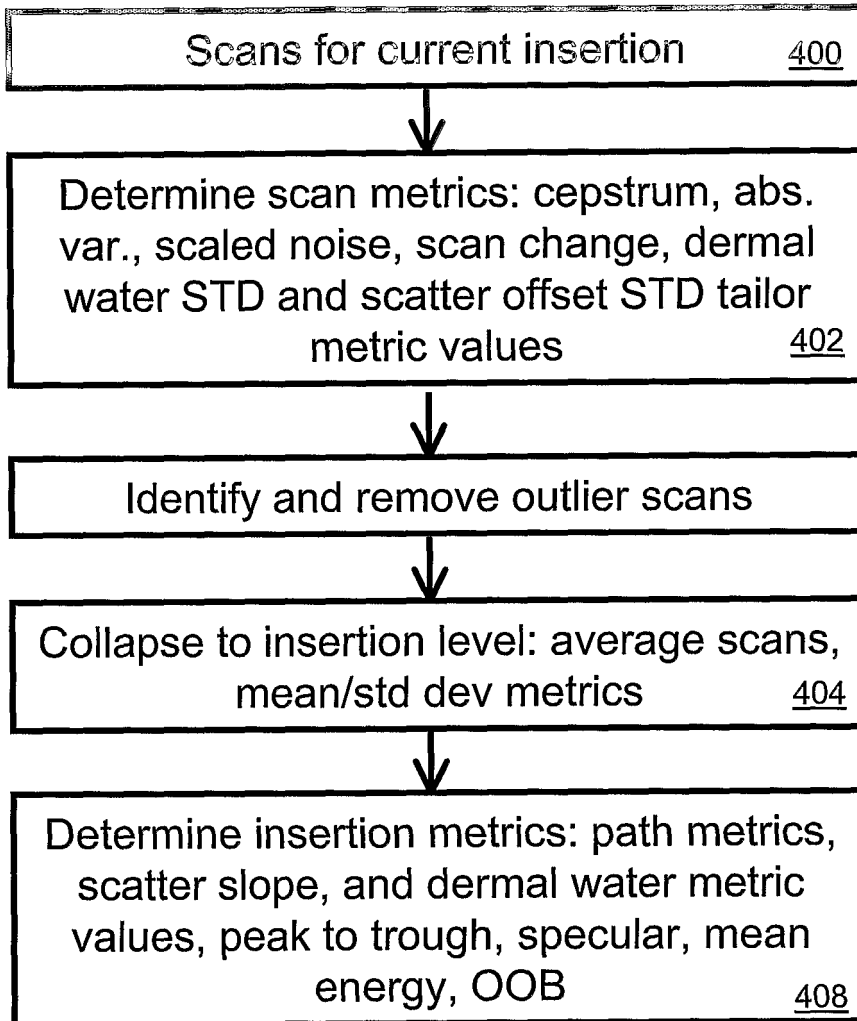 Scans for current insertion 400
Determine scan metrics: cepstrum, abs.
var., scaled noise, scan change, dermal
water STD and scatter offset STD tailor
metric values 402
Identify and remove outlier scans
Collapse to insertion level: average scans,
mean/std dev metrics 404
Determine insertion metrics: path metrics,
scatter slope, and dermal water metric
values, peak to trough, specular, mean
energy, OOB 408